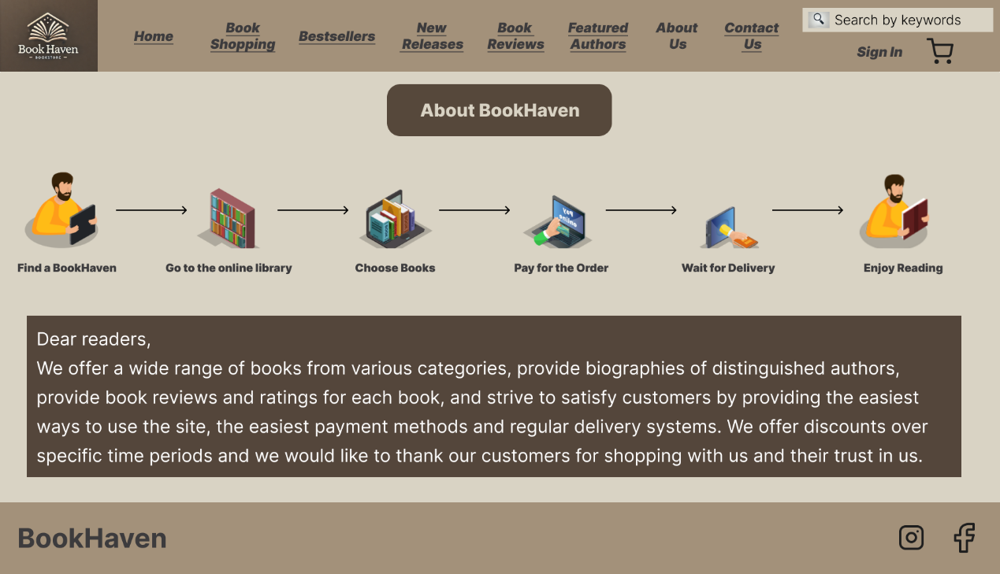 Book Haven
BOOKSTORE
Home
Book
Shopping
Bestsellers
New
Releases
Book
Reviews
Featured
Authors
About
Us
Contact
Us
Search by keywords
Sign In
About BookHaven
pay
online
Find a BookHaven
Go to the online library
Choose Books
Pay for the Order
Wait for Delivery
Enjoy Reading
Dear readers,
We offer a wide range of books from various categories, provide biographies of distinguished authors,
provide book reviews and ratings for each book, and strive to satisfy customers by providing the easiest
ways to use the site, the easiest payment methods and regular delivery systems. We offer discounts over
specific time periods and we would like to thank our customers for shopping with us and their trust in us.
BookHaven